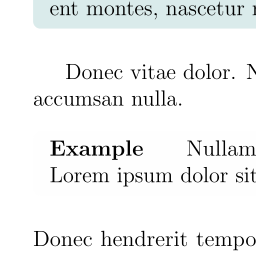 ent montes, nascetur
Donec vitae dolor.
accumsan nulla.
Example Nullam
Lorem ipsum dolor sit
Donec hendrerit tempo